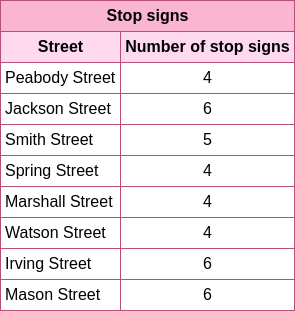 Stop signs
Street Number of stop signs
Peabody Street 4
Jackson Street 6
Smith Street 5
Spring Street 4
Marshall Street 4
Watson Street 4
Irving Street 6
Mason Street 6